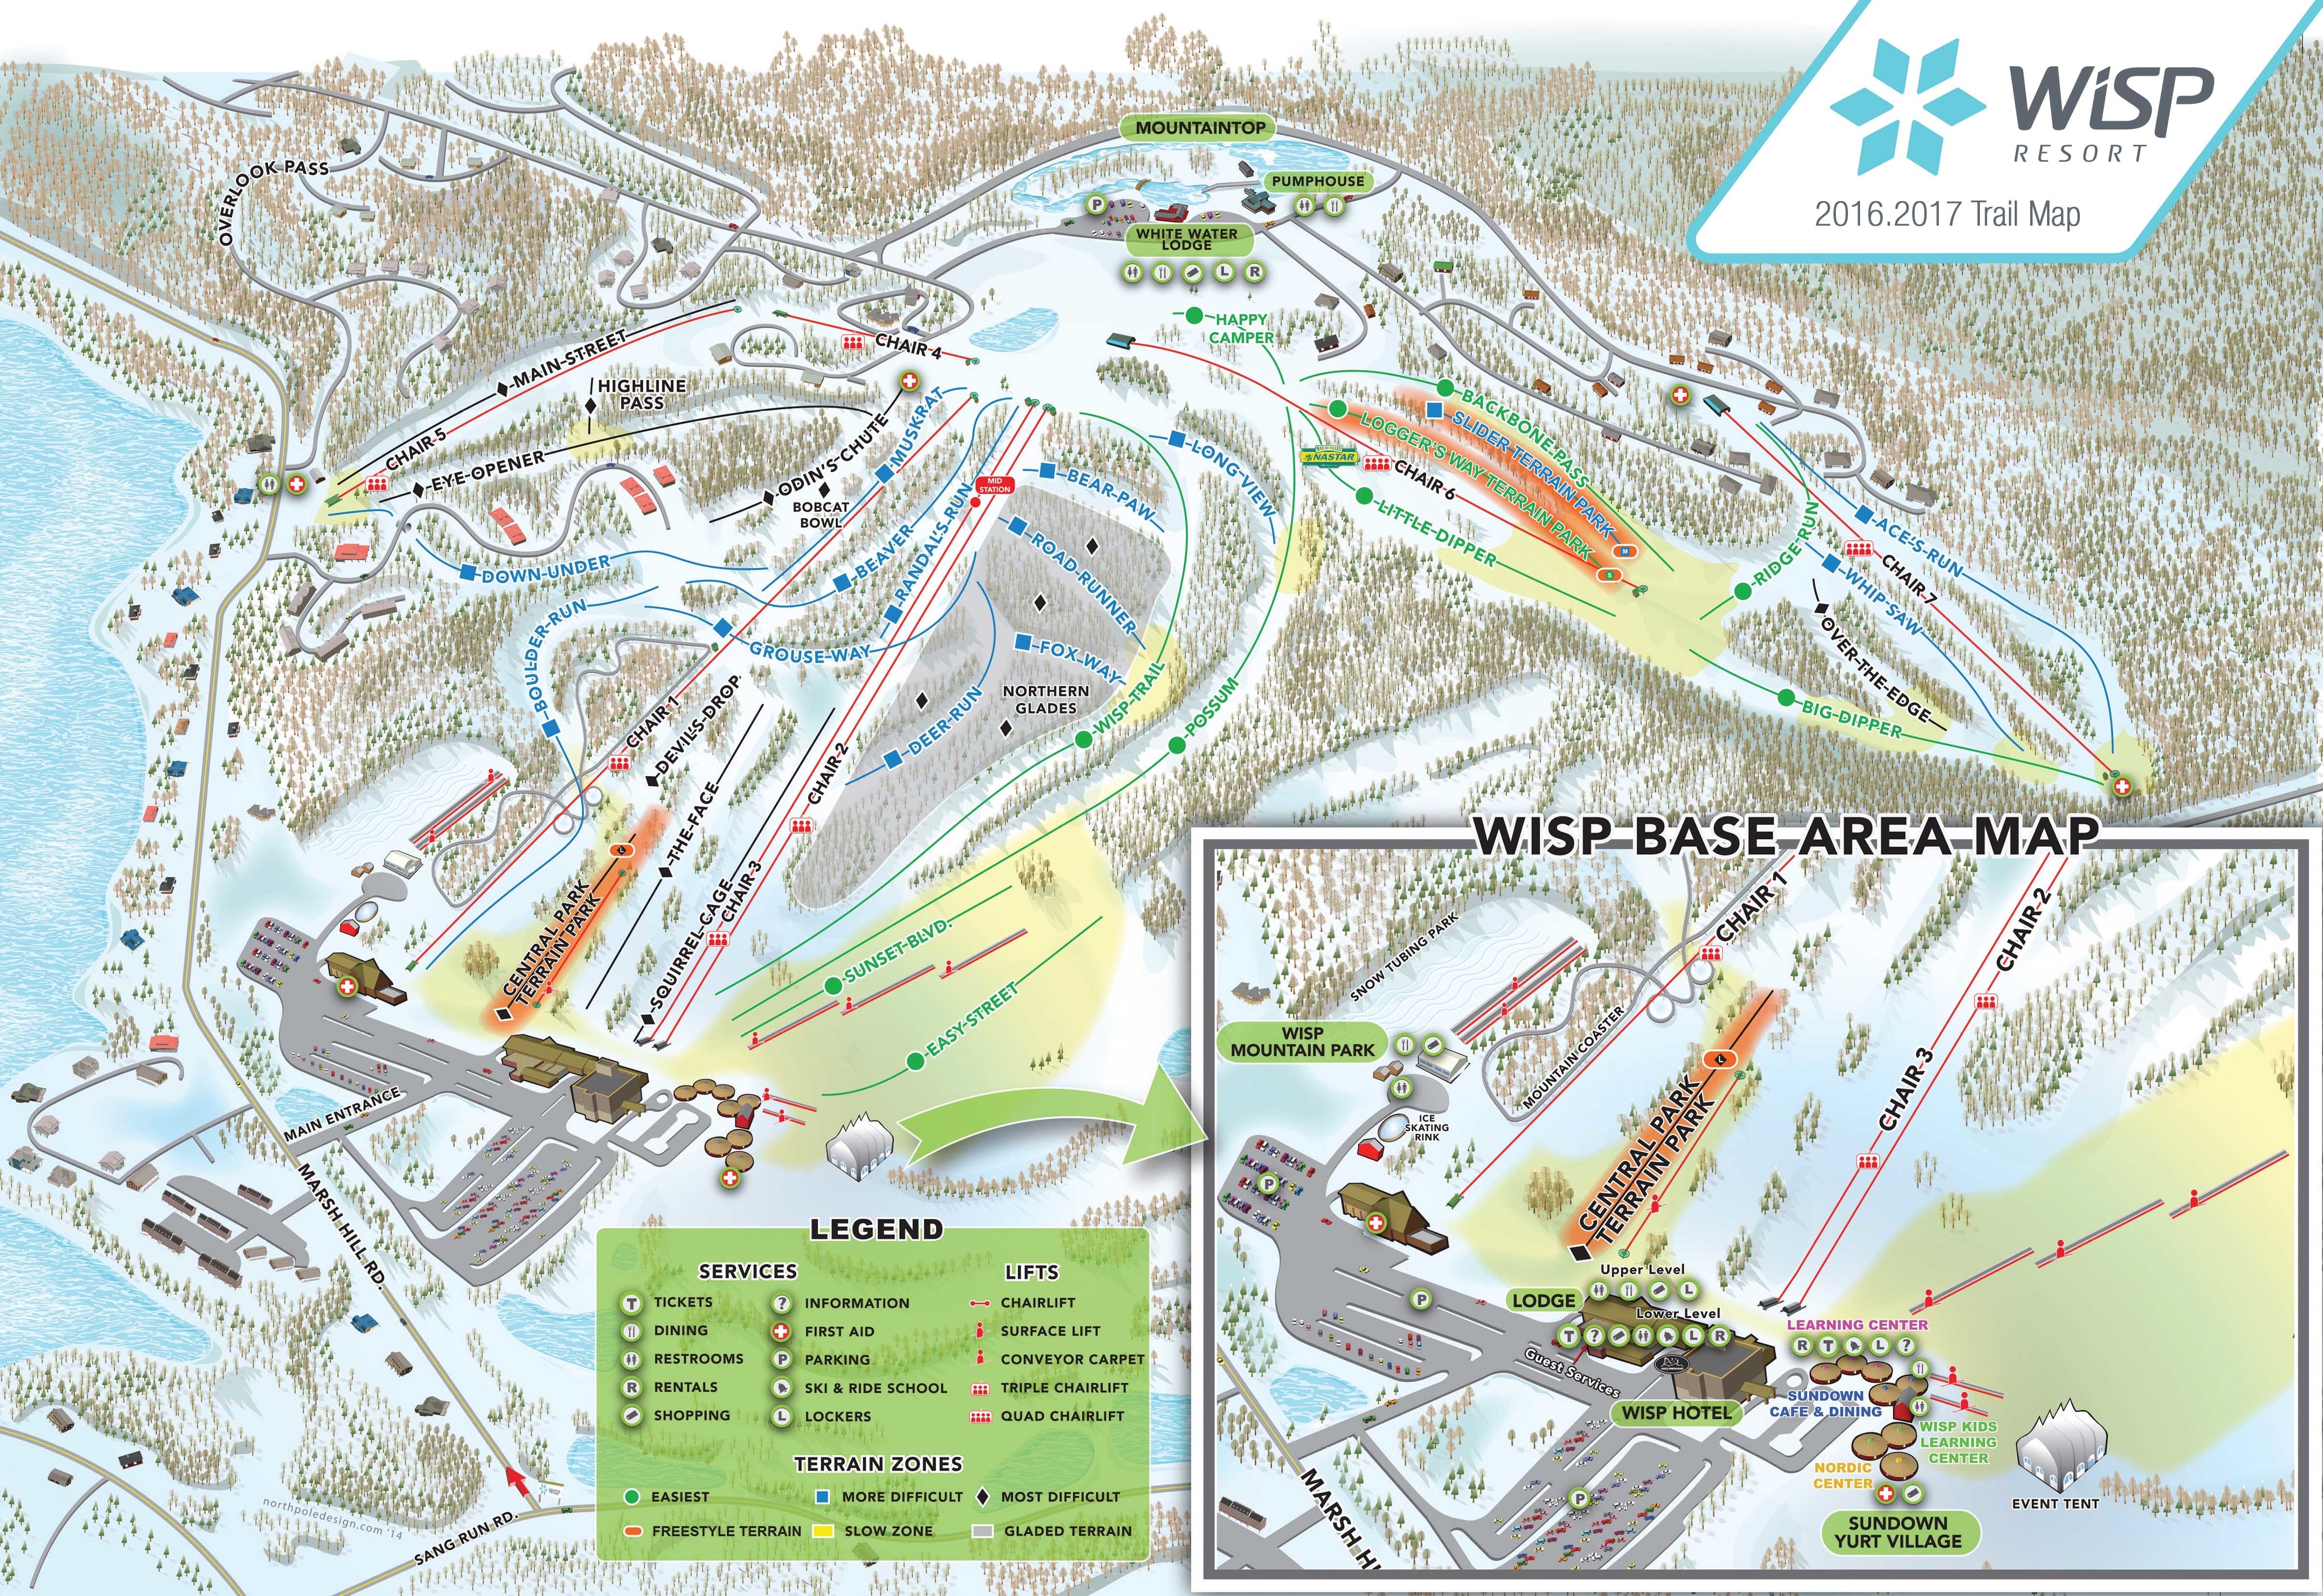 WiSP
RESORT
2016.2017 Trail Map
MOUNTAINTOP
PUMPHOUSE
P
WHITE WATER
LODGE
L
R
OVERLOOK PASS
HAPPY
CAMPER
MAIN-STREET
CHAIR 4
HIGHLINE
PASS
CHAIR-5
EYE-OPENER
ODIN'S-CHUTE
BOBCAT
BOWL
MUSKRAT
MID
STATION
BEAR-PAW
LONG-VIEW
NASTAR
BACKBONE-PASS
SLIDER TERRAIN PARK
LOGGER'S WAY TERRAIN PARK
CHAIR-6
LITTLE-DIPPER
M
S
RIDGE-RUN
ACE'S-RUN
CHAIR-7
WHIP-SAW
OVER-THE-EDGE
BIG-DIPPER
DOWN-UNDER
BEAVER
RANDAL'S-RUN
ROAD-RUNNER
BOULDER-RUN
GROUSE-WAY
FOX-WAY
NORTHERN
GLADES
DEER-RUN
WISP-TRAIL
POSSUM
CHAIR-1
DEVILS-DROP
THE-FACE
CHAIR-2
SQUIRREL-CAGE
CHAIR-3
L
CENTRAL PARK
TERRAIN PARK
SUNSET-BLVD.
EASY-STREET
MAIN ENTRANCE
MARSH HILL RD.
SANG RUN RD.
WISP
northpoledesign.com '14
LEGEND
SERVICES
LIFTS
T TICKETS
? INFORMATION
CHAIRLIFT
DINING
FIRST AID
SURFACE LIFT
RESTROOMS
P PARKING
CONVEYOR CARPET
R RENTALS
SKI & RIDE SCHOOL
TRIPLE CHAIRLIFT
SHOPPING
L LOCKERS
QUAD CHAIRLIFT
TERRAIN ZONES
EASIEST
MORE DIFFICULT
MOST DIFFICULT
FREESTYLE TERRAIN
SLOW ZONE
GLADED TERRAIN
WISP BASE AREA MAP
CHAIR 1
CHAIR 2
SNOW TUBING PARK
WISP
MOUNTAIN PARK
MOUNTAIN COASTER
ICE
SKATING
RINK
L
CENTRAL PARK
TERRAIN PARK
CHAIR-3
P
P
Upper Level
L
LODGE
Lower Level
T ? L R
Guest Services
WISP HOTEL
LEARNING CENTER
R T L ?
SUNDOWN
CAFE & DINING
WISP KIDS
LEARNING
CENTER
NORDIC
CENTER
EVENT TENT
SUNDOWN
YURT VILLAGE
P
MARSH HI